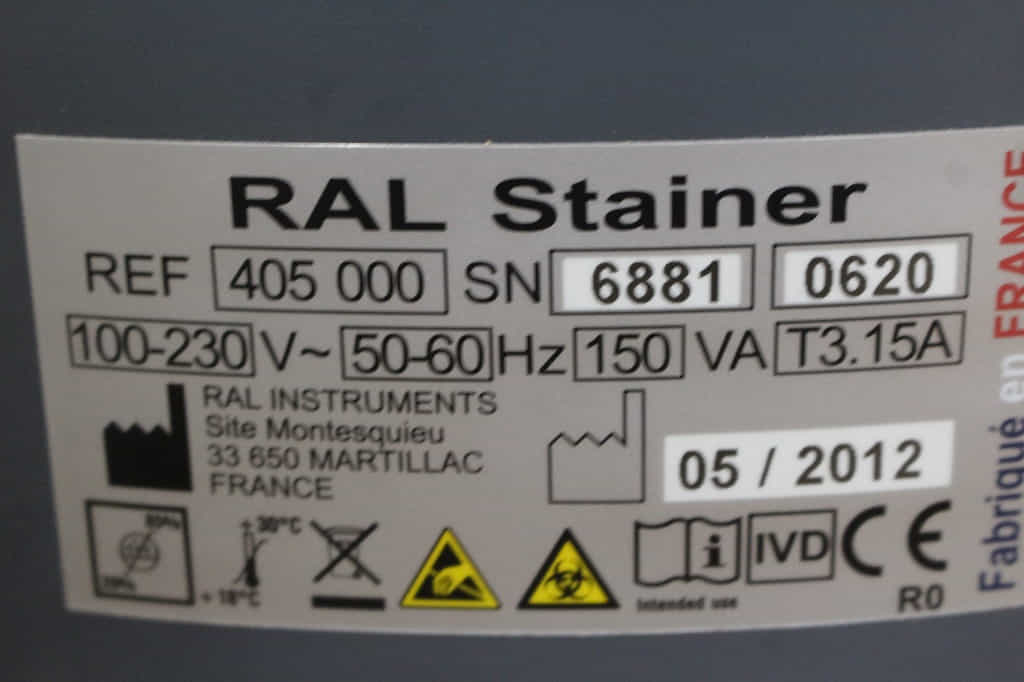 RAL Stainer
REF 405 000 SN 6881 0620
100-230 V~ 50-60 Hz 150 VA T3.15A
RAL INSTRUMENTS
Site Montesquieu
33 650 MARTILLAC
FRANCE
05 / 2012
+30°C
+18°C
i
IVD
CE
Intended use
R0
Fabriqué en FRANCE